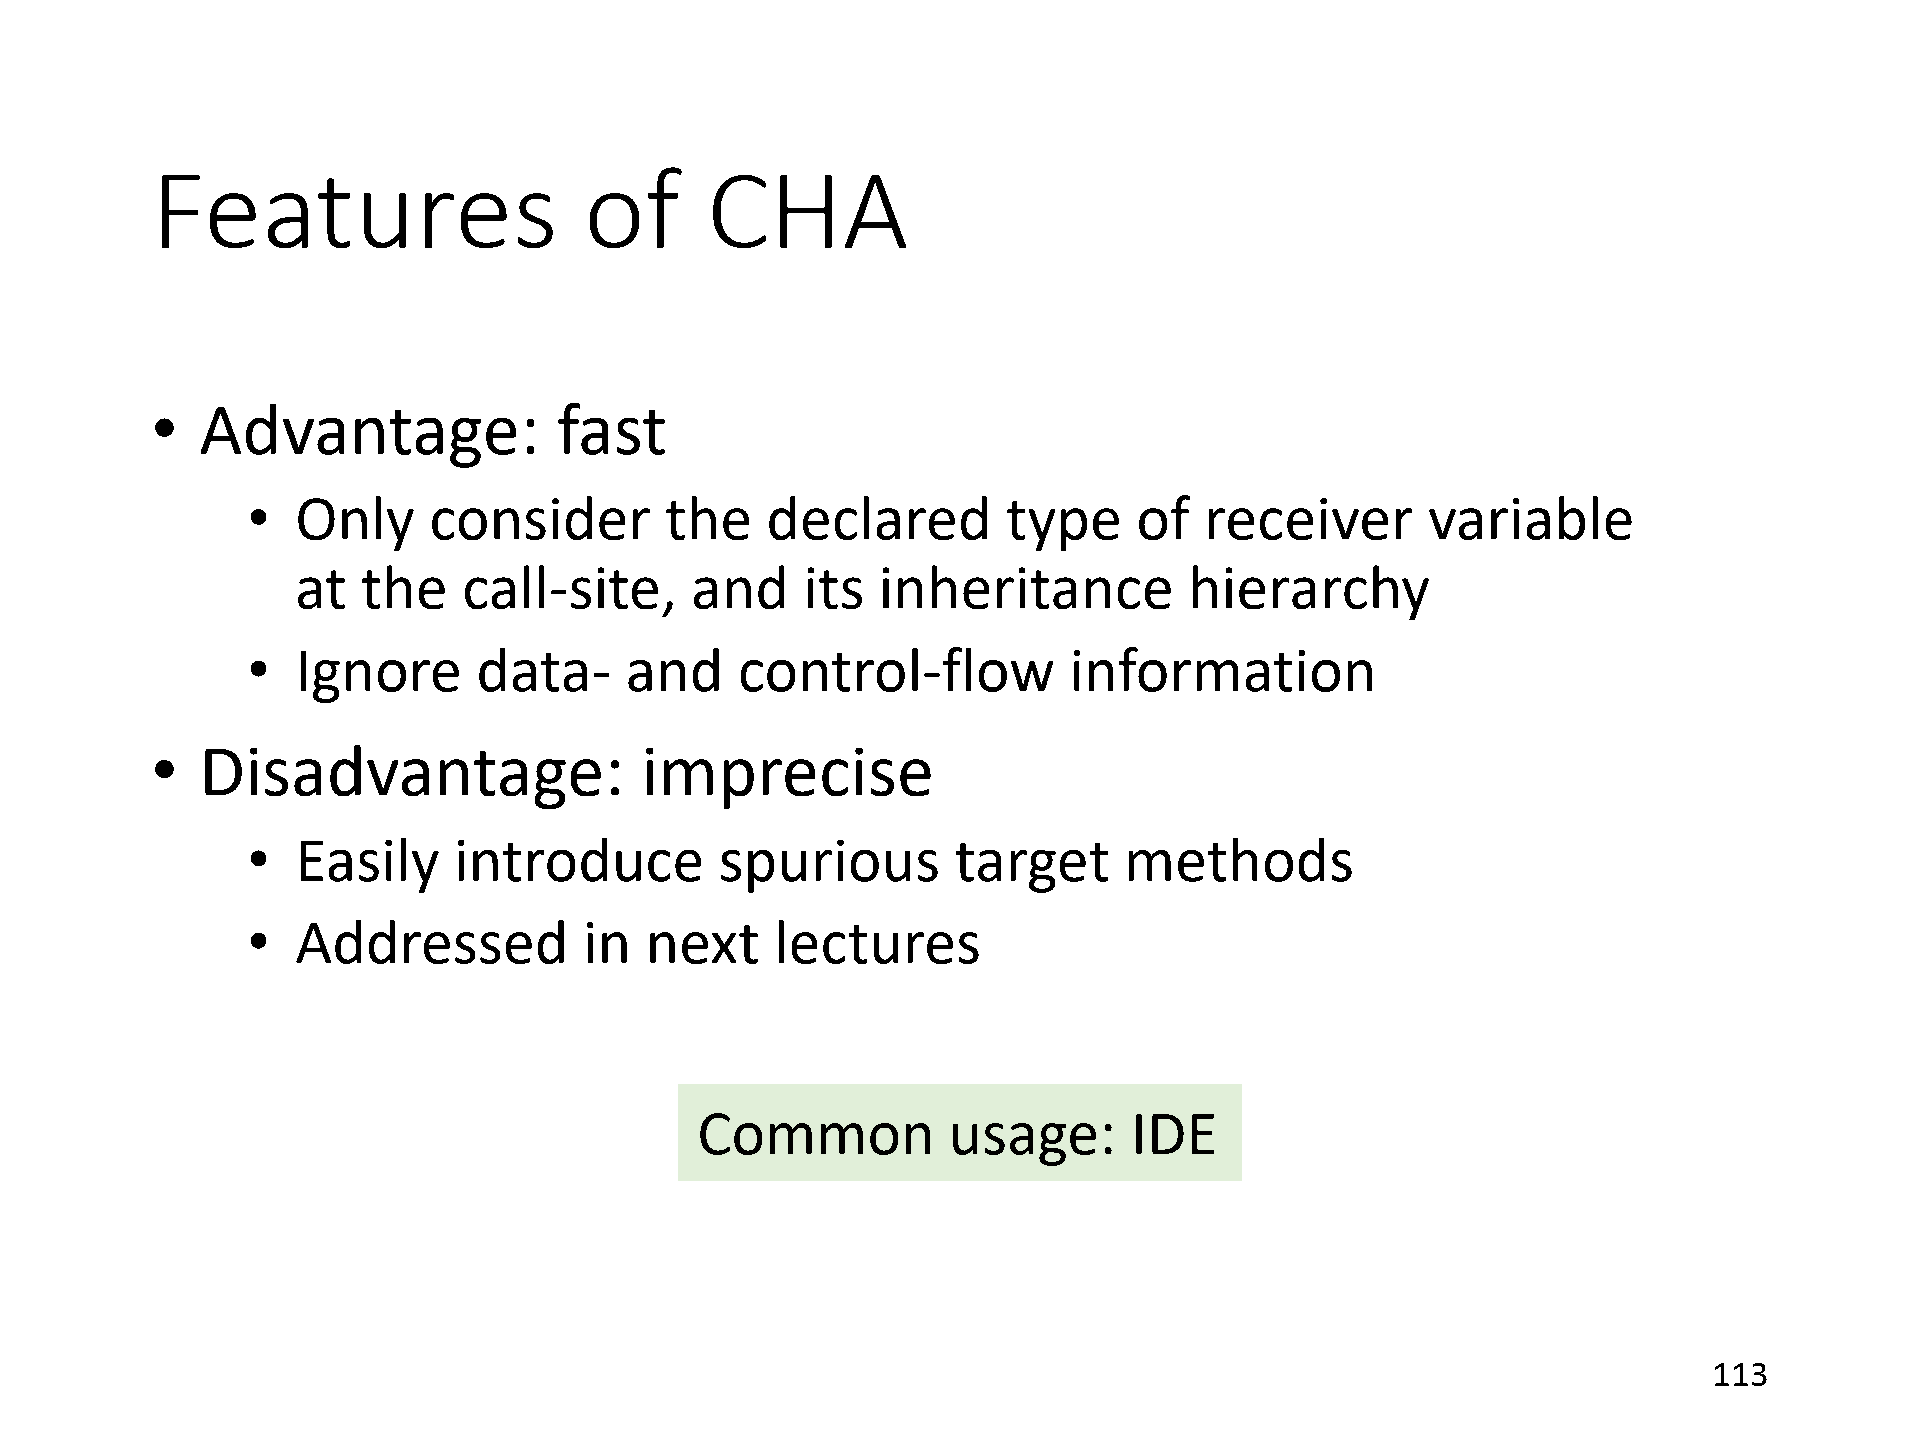 Features of CHA
• Advantage: fast
• Only consider the declared type of receiver variable
at the call-site, and its inheritance hierarchy
• Ignore data- and control-flow information
• Disadvantage: imprecise
• Easily introduce spurious target methods
• Addressed in next lectures
Common usage: IDE
113